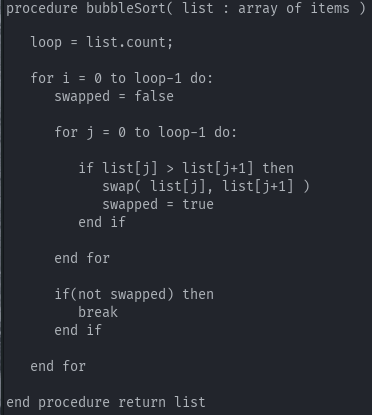 procedure bubbleSort( list : array of items )
loop = list.count;
for i = 0 to loop-1 do:
swapped = false
for j = 0 to loop-1 do:
if list[j] > list[j+1] then
swap( list[j], list[j+1] )
swapped = true
end if
end for
if(not swapped) then
break
end if
end for
end procedure return list